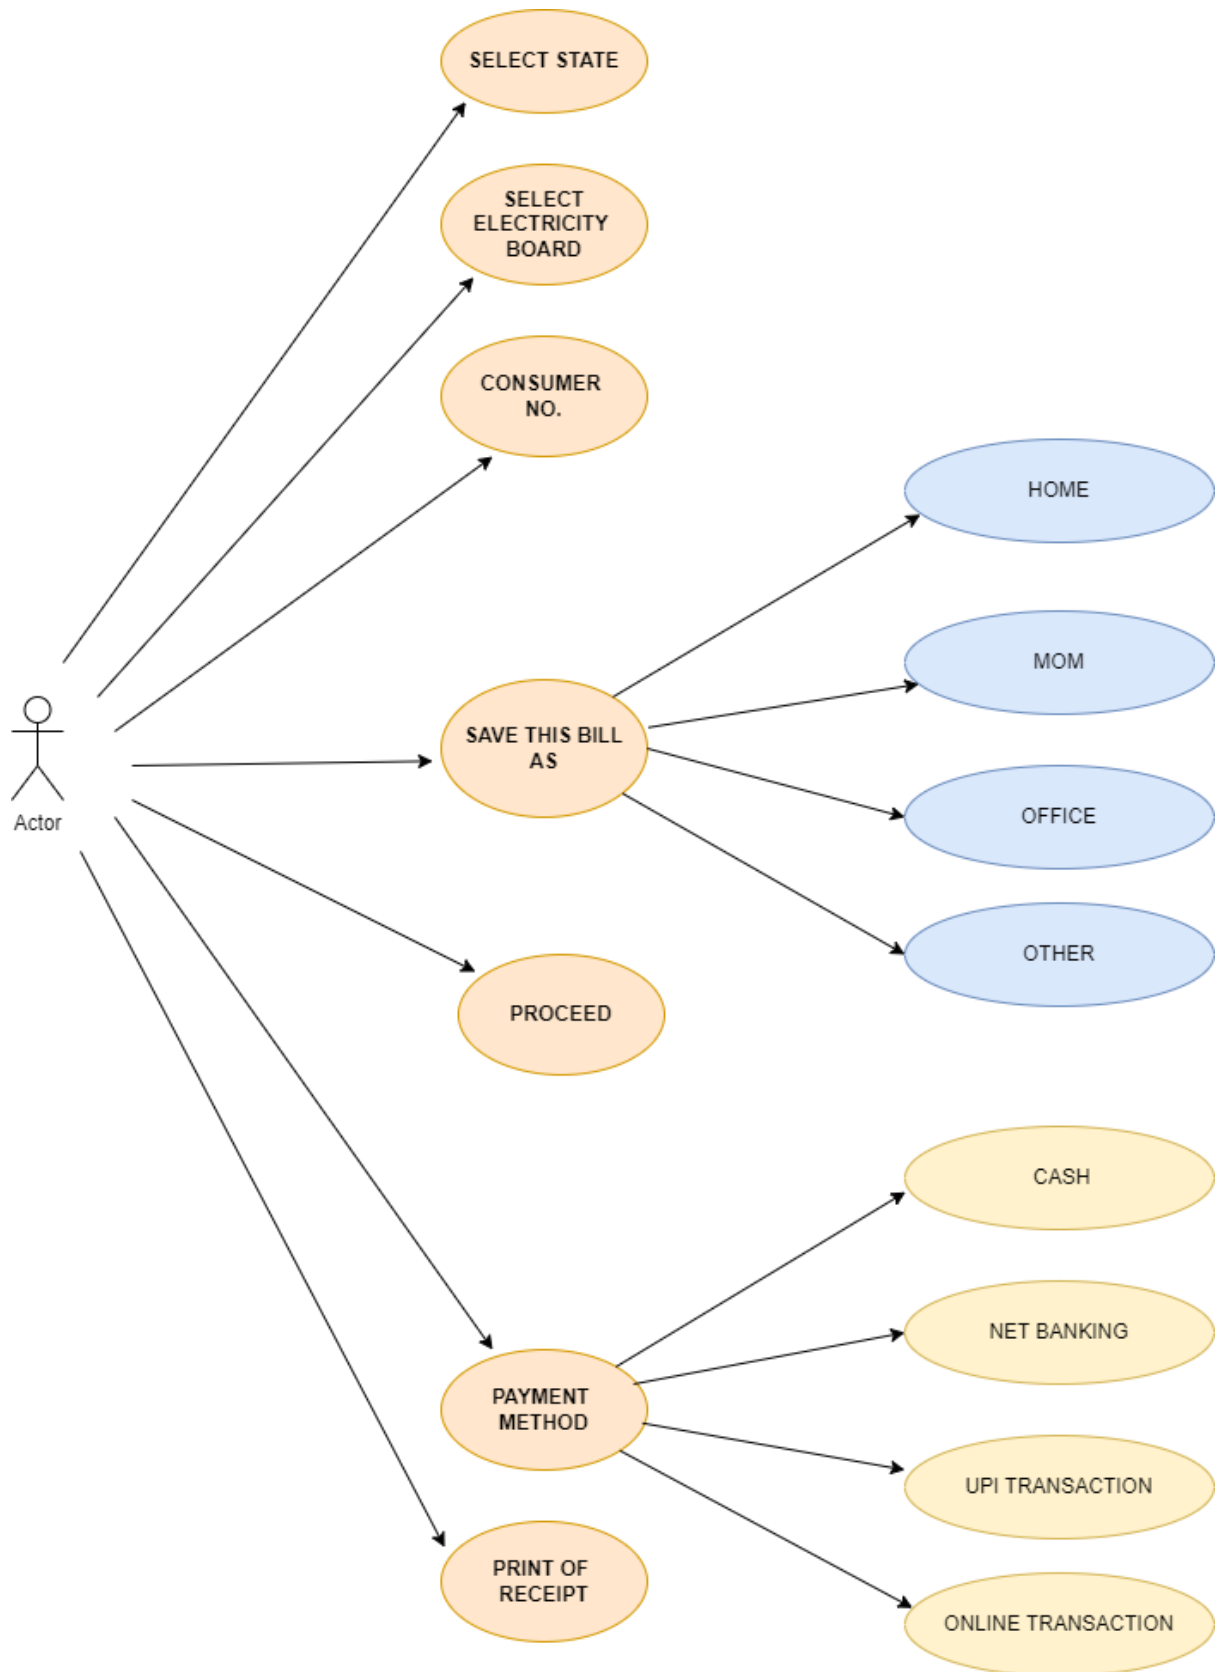 SELECT STATE
SELECT
ELECTRICITY
BOARD
CONSUMER
NO.
HOME
MOM
SAVE THIS BILL
AS
OFFICE
Actor
OTHER
PROCEED
CASH
NET BANKING
PAYMENT
METHOD
UPI TRANSACTION
PRINT OF
RECEIPT
ONLINE TRANSACTION